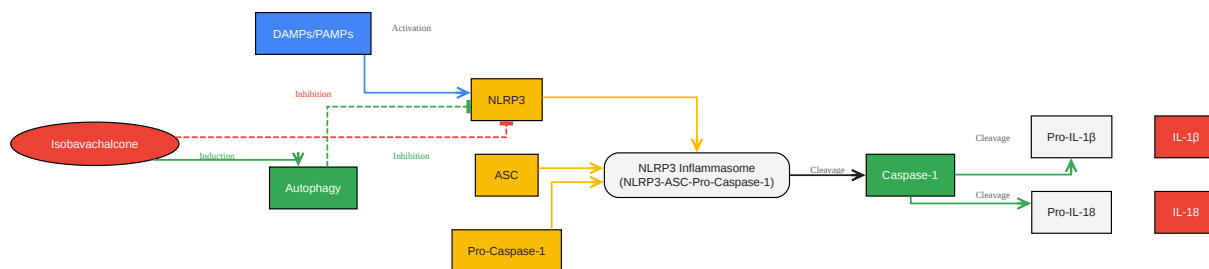 DAMPs/PAMPs
Activation
Inhibition
NLRP3
Isobavachalcone
Induction
Inhibition
Autophagy
ASC
Pro-Caspase-1
NLRP3 Inflammasome
(NLRP3-ASC-Pro-Caspase-1)
Cleavage
Caspase-1
Cleavage
Pro-IL-1β
IL-1β
Cleavage
Pro-IL-18
IL-18